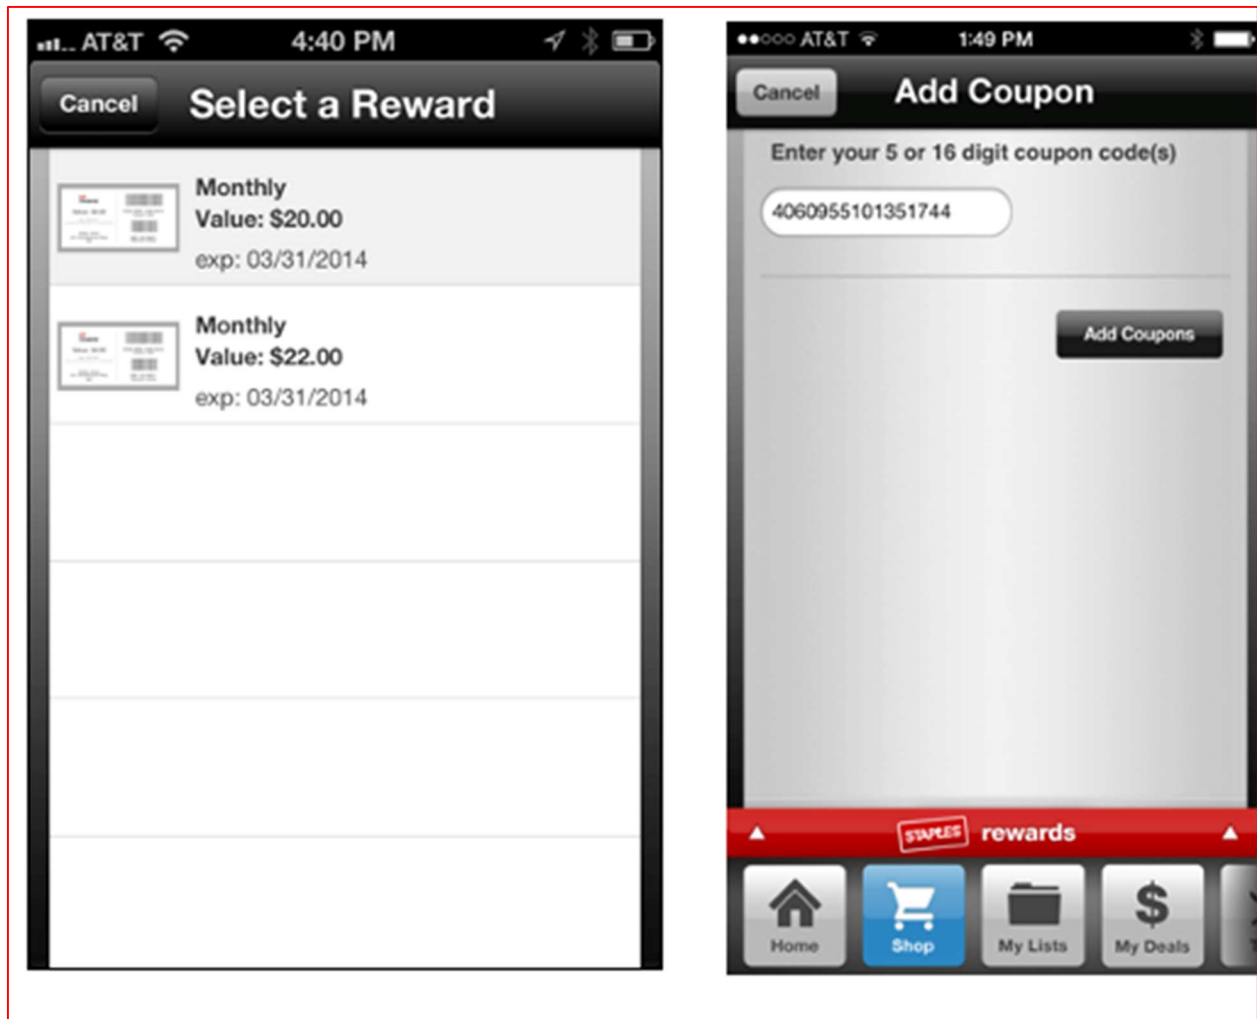 AT&T 4:40 PM
Cancel Select a Reward
Monthly
Value: $20.00
exp: 03/31/2014
Monthly
Value: $22.00
exp: 03/31/2014
AT&T 1:49 PM
Cancel Add Coupon
Enter your 5 or 16 digit coupon code(s)
4060955101351744
Add Coupons
STAPLES rewards
Home Shop My Lists My Deals